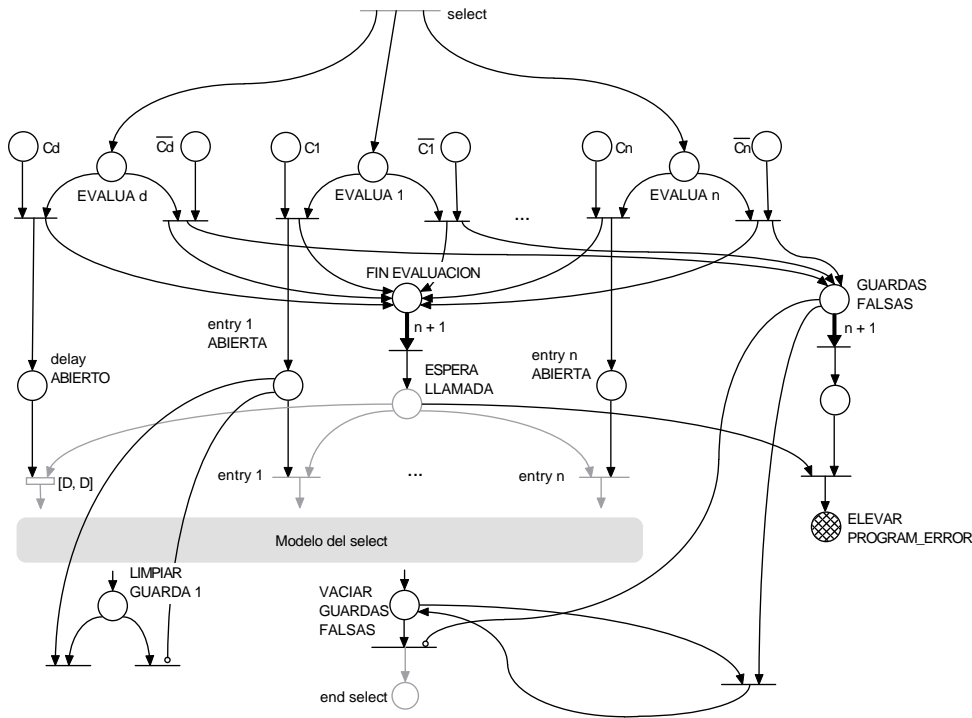 select
Cd
Cd
C1
C1
Cn
Cn
EVALUA d
EVALUA 1
EVALUA n
...
FIN EVALUACION
GUARDAS
FALSAS
n + 1
n + 1
entry 1
ABIERTA
delay
ABIERTO
ESPERA
LLAMADA
entry n
ABIERTA
[D, D]
entry 1
...
entry n
ELEVAR
PROGRAM_ERROR
Modelo del select
LIMPIAR
GUARDA 1
VACIAR
GUARDAS
FALSAS
end select